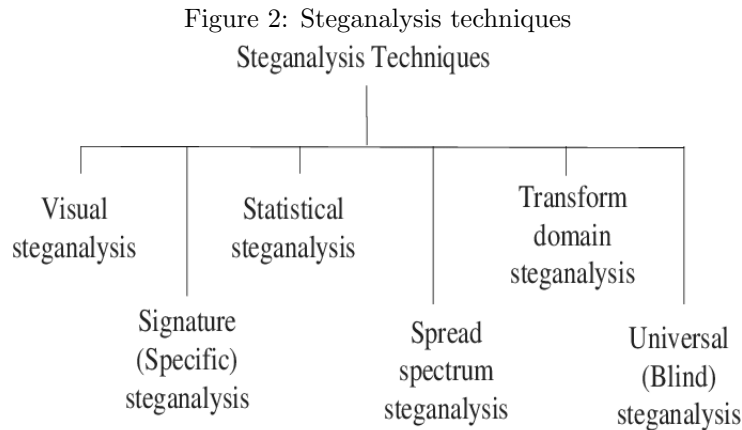 Figure 2: Steganalysis techniques
Steganalysis Techniques
Visual
steganalysis
Signature
(Specific)
steganalysis
Statistical
steganalysis
Spread
spectrum
steganalysis
Transform
domain
steganalysis
Universal
(Blind)
steganalysis